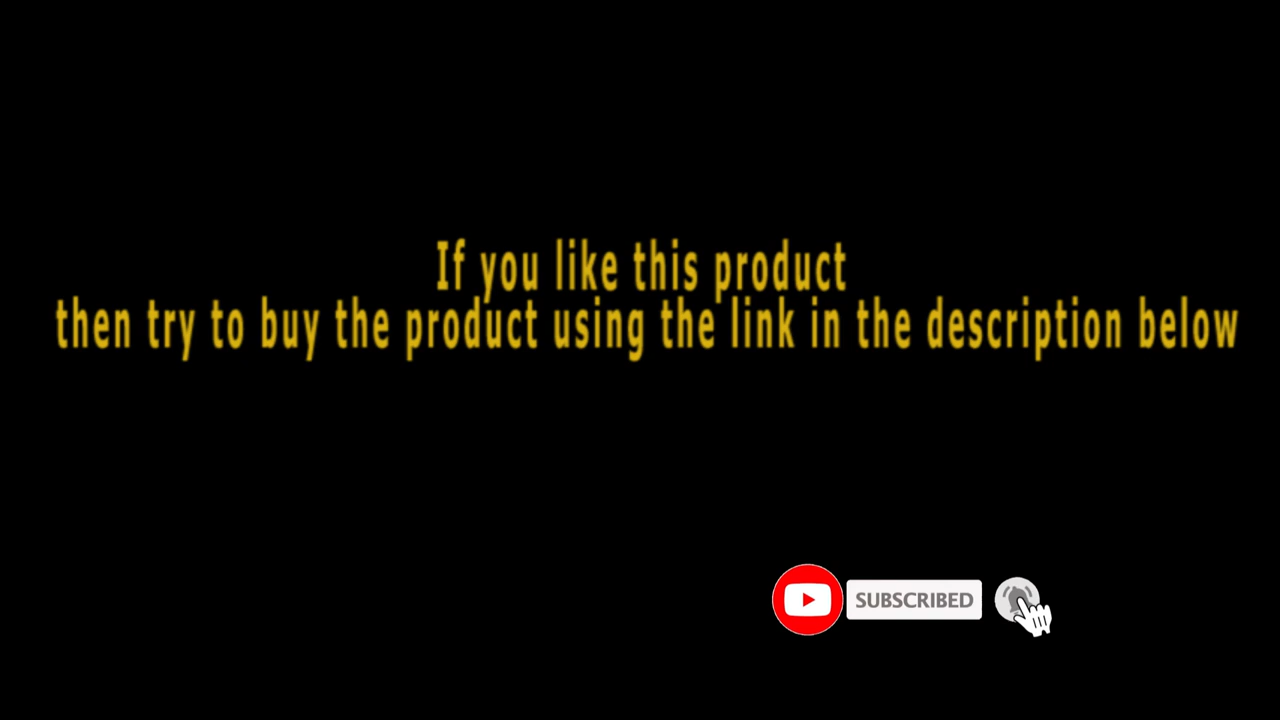 If you like this product
then try to buy the product using the link in the description below
SUBSCRIBED